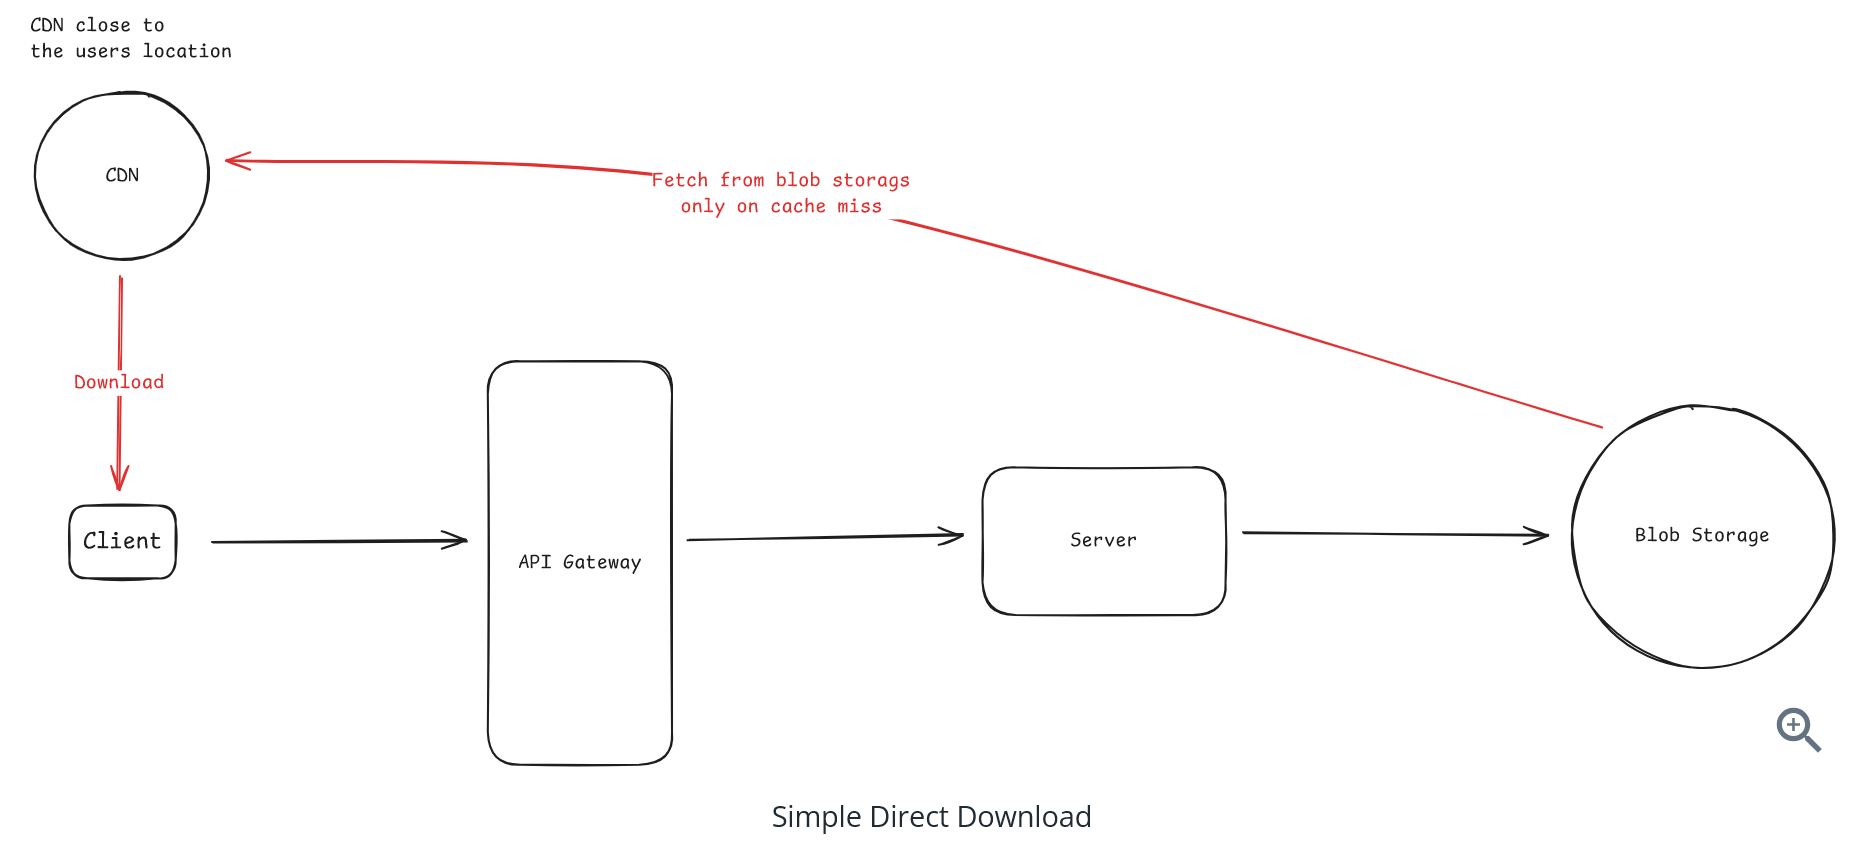 CDN close to
the users location
CDN
Fetch from blob storags
only on cache miss
Download
Client
API Gateway
Server
Blob Storage
Simple Direct Download